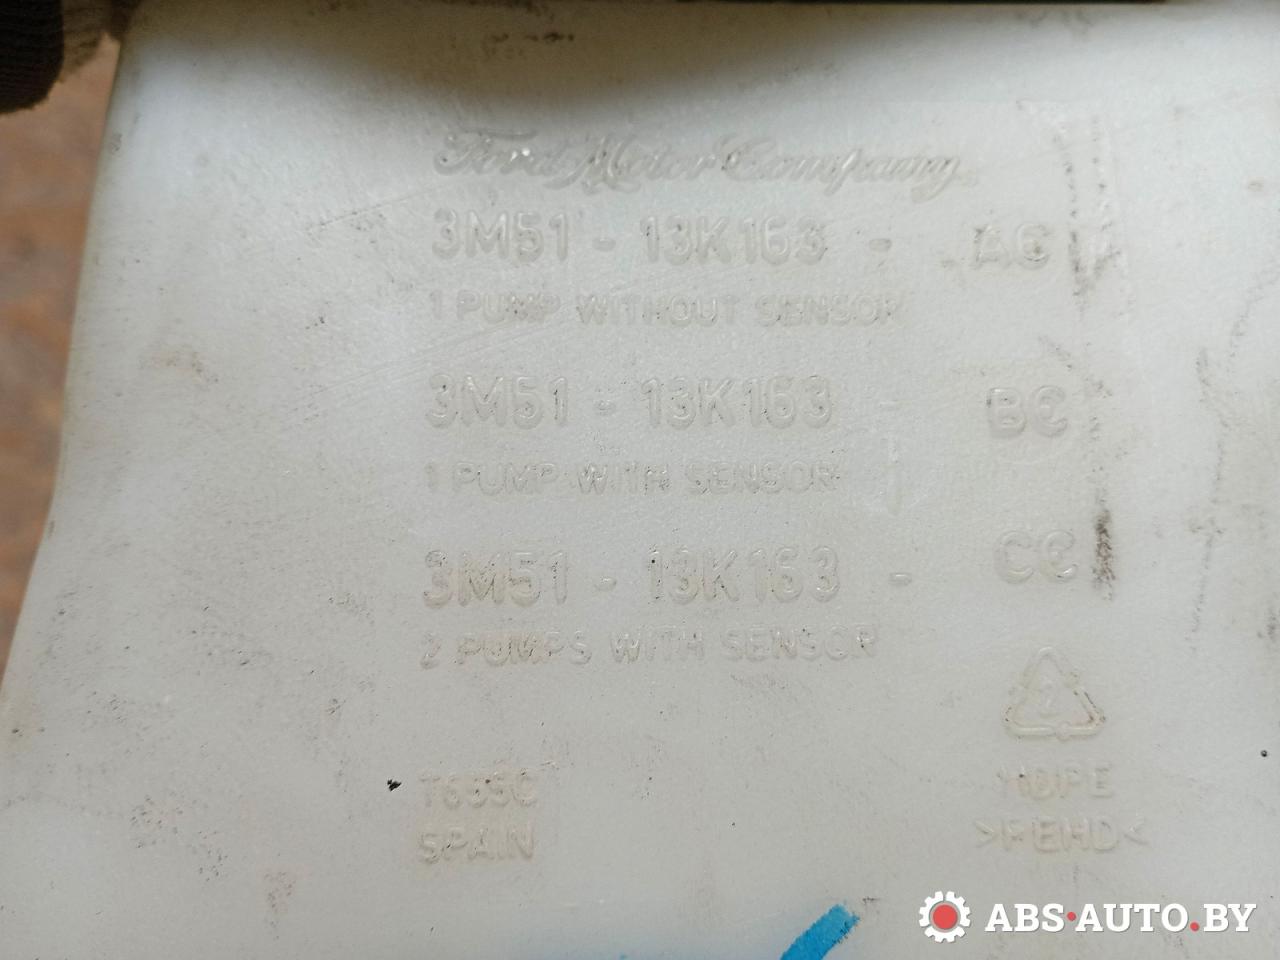 Ford Motor Company
3M51 - 13K163 - AC
1 PUMP WITHOUT SENSOR
3M51 - 13K163 - BC
1 PUMP WITH SENSOR
3M51 - 13K163 - CC
2 PUMPS WITH SENSOR
2
SPAIN
HDPE
>PEHD<
ABS-AUTO.BY